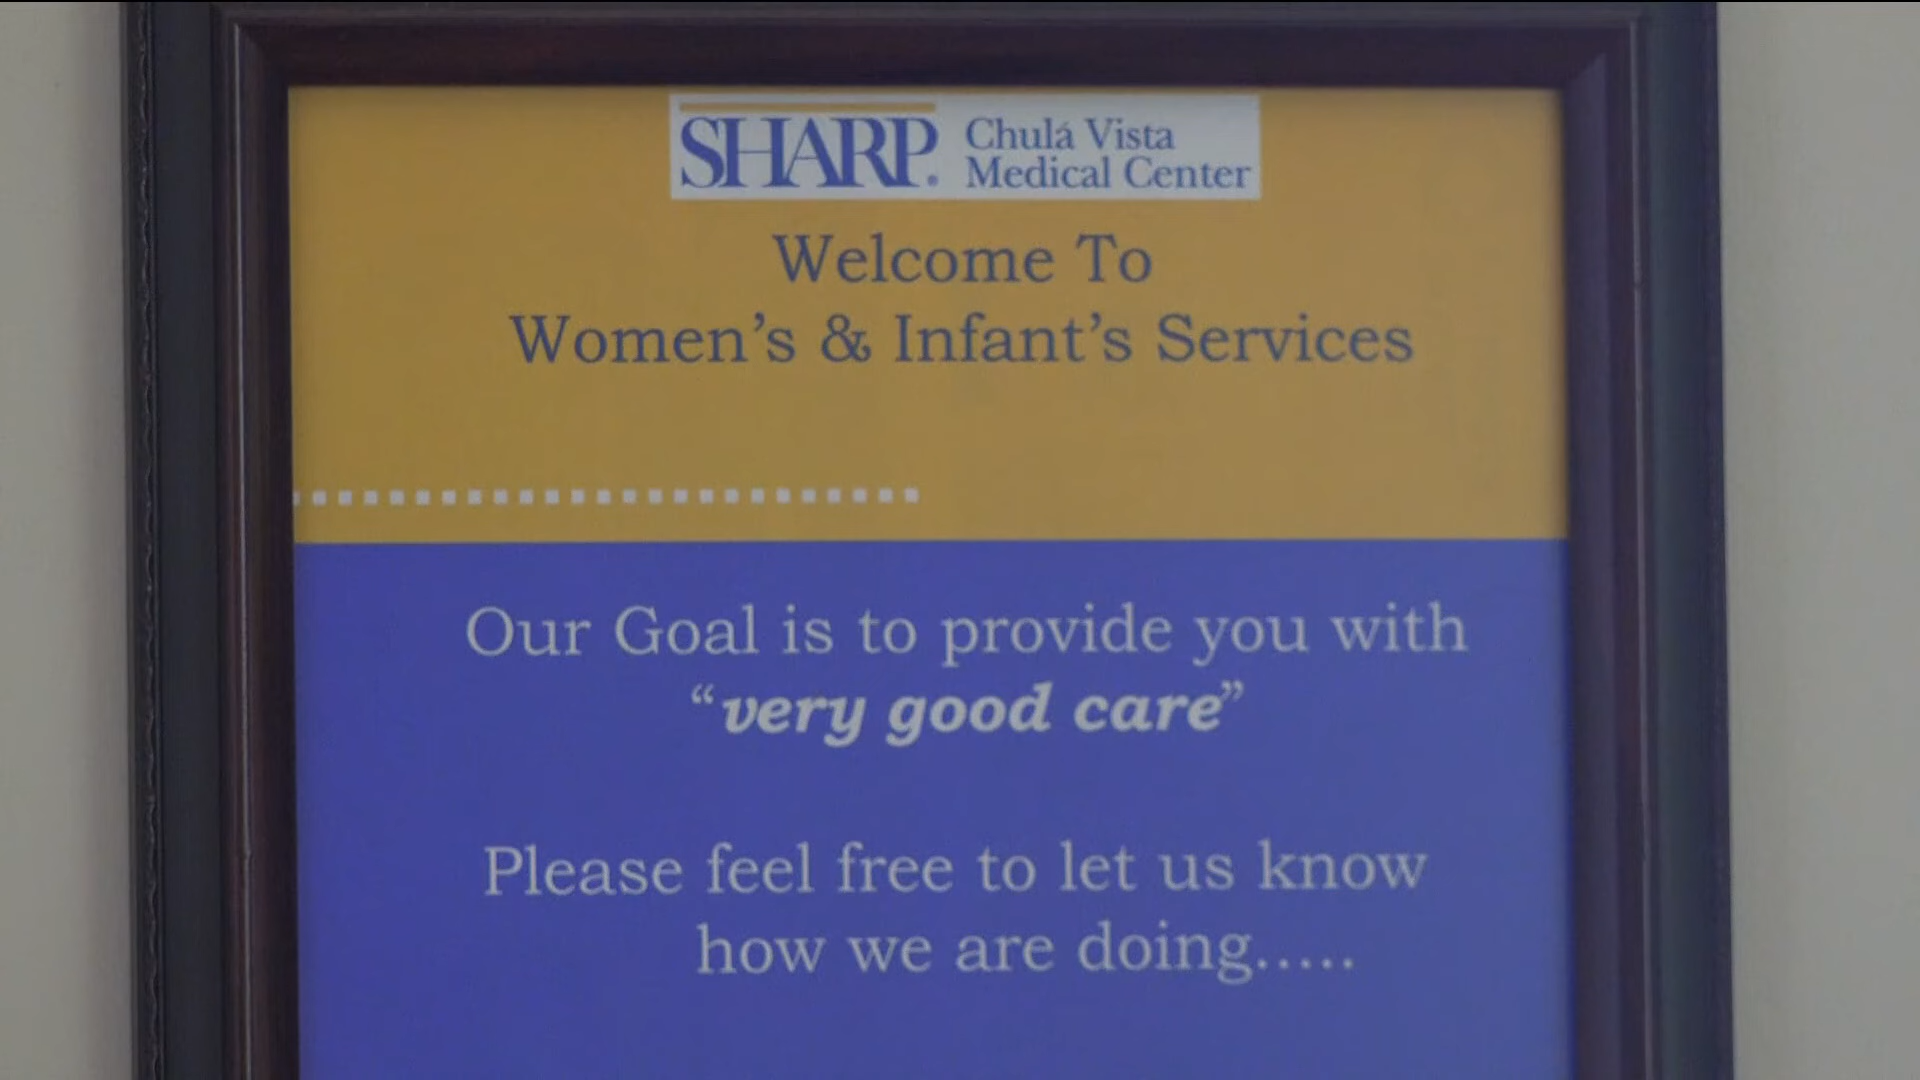 SHARP. Chulá Vista
Medical Center
Welcome To
Women’s & Infant’s Services
Our Goal is to provide you with
“very good care”
Please feel free to let us know
how we are doing.....